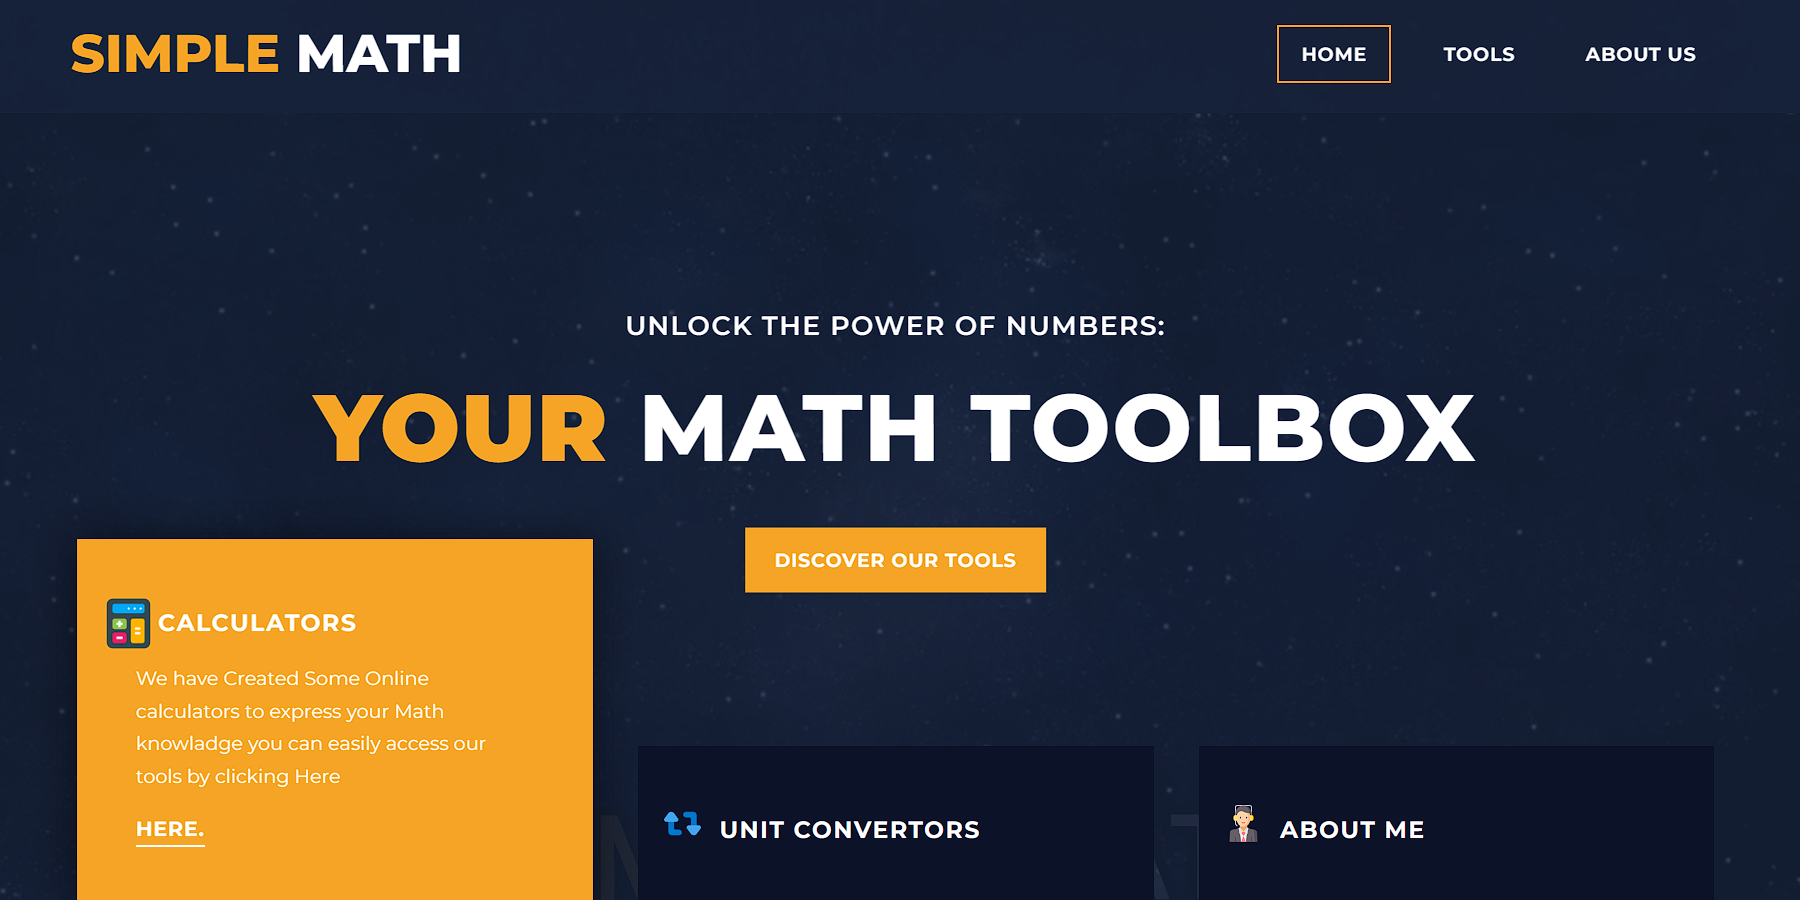 SIMPLE MATH
HOME
TOOLS
ABOUT US
UNLOCK THE POWER OF NUMBERS:
YOUR MATH TOOLBOX
DISCOVER OUR TOOLS
CALCULATORS
We have Created Some Online
calculators to express your Math
knowladge you can easily access our
tools by clicking Here
HERE.
UNIT CONVERTORS
ABOUT ME